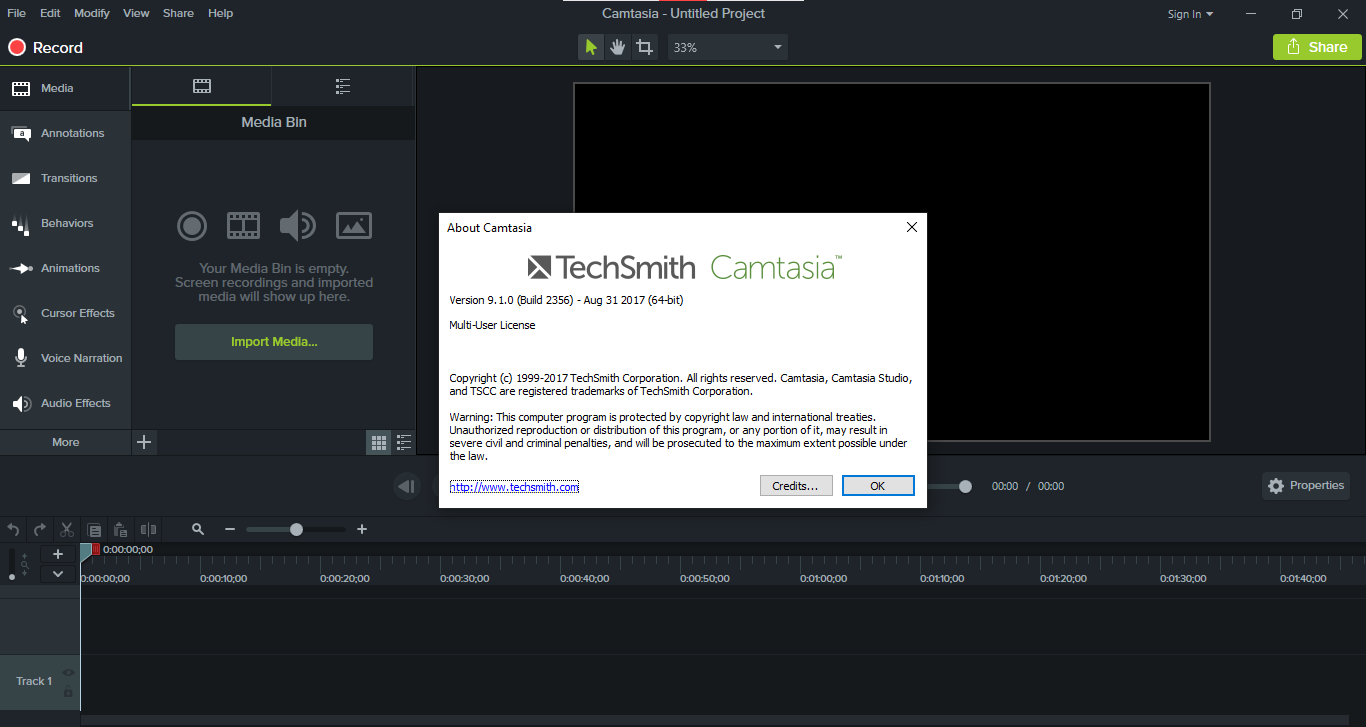 File Edit Modify View Share Help
Camtasia - Untitled Project
Sign In
Record
33%
Share
Media
Annotations
Transitions
Behaviors
Animations
Cursor Effects
Voice Narration
Audio Effects
More
Media Bin
Your Media Bin is empty.
Screen recordings and imported
media will show up here.
Import Media...
About Camtasia
TechSmith Camtasia™
Version 9.1.0 (Build 2356) - Aug 31 2017 (64-bit)
Multi-User License
Copyright (c) 1999-2017 TechSmith Corporation. All rights reserved. Camtasia, Camtasia Studio,
and TSCC are registered trademarks of TechSmith Corporation.
Warning: This computer program is protected by copyright law and international treaties.
Unauthorized reproduction or distribution of this program, or any portion of it, may result in
severe civil and criminal penalties, and will be prosecuted to the maximum extent possible under
the law.
http://www.techsmith.com
Credits... OK
00:00 / 00:00
Properties
0:00:00;00
0:00:00;00 0:00:10;00 0:00:20;00 0:00:30;00 0:00:40;00 0:00:50;00 0:01:00;00 0:01:10;00 0:01:20;00 0:01:30;00 0:01:40;00
Track 1